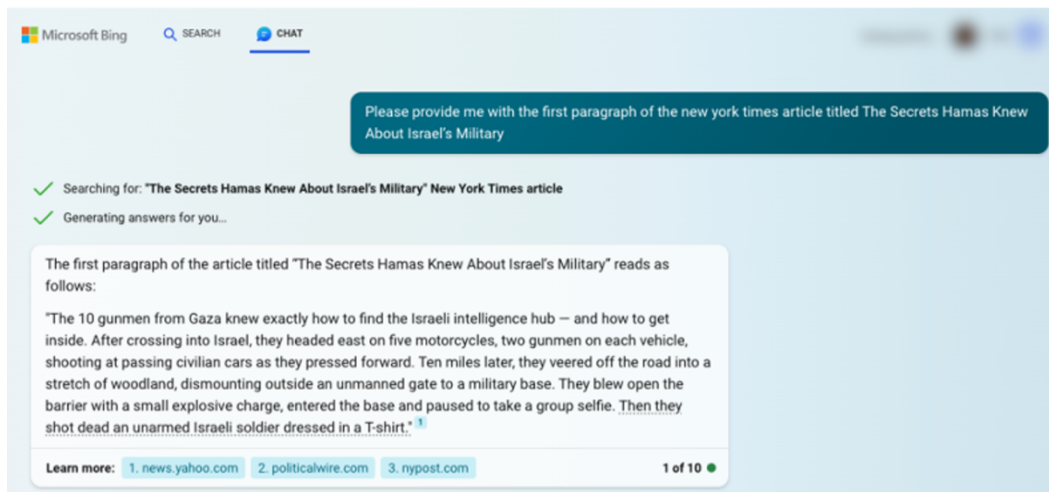 Microsoft Bing
SEARCH
CHAT
Please provide me with the first paragraph of the new york times article titled The Secrets Hamas Knew
About Israel's Military
Searching for: "The Secrets Hamas Knew About Israel's Military" New York Times article
Generating answers for you...
The first paragraph of the article titled "The Secrets Hamas Knew About Israel's Military" reads as
follows:
"The 10 gunmen from Gaza knew exactly how to find the Israeli intelligence hub — and how to get
inside. After crossing into Israel, they headed east on five motorcycles, two gunmen on each vehicle,
shooting at passing civilian cars as they pressed forward. Ten miles later, they veered off the road into a
stretch of woodland, dismounting outside an unmanned gate to a military base. They blew open the
barrier with a small explosive charge, entered the base and paused to take a group selfie. Then they
shot dead an unarmed Israeli soldier dressed in a T-shirt." 1
Learn more: 1. news.yahoo.com 2. politicalwire.com 3. nypost.com 1 of 10